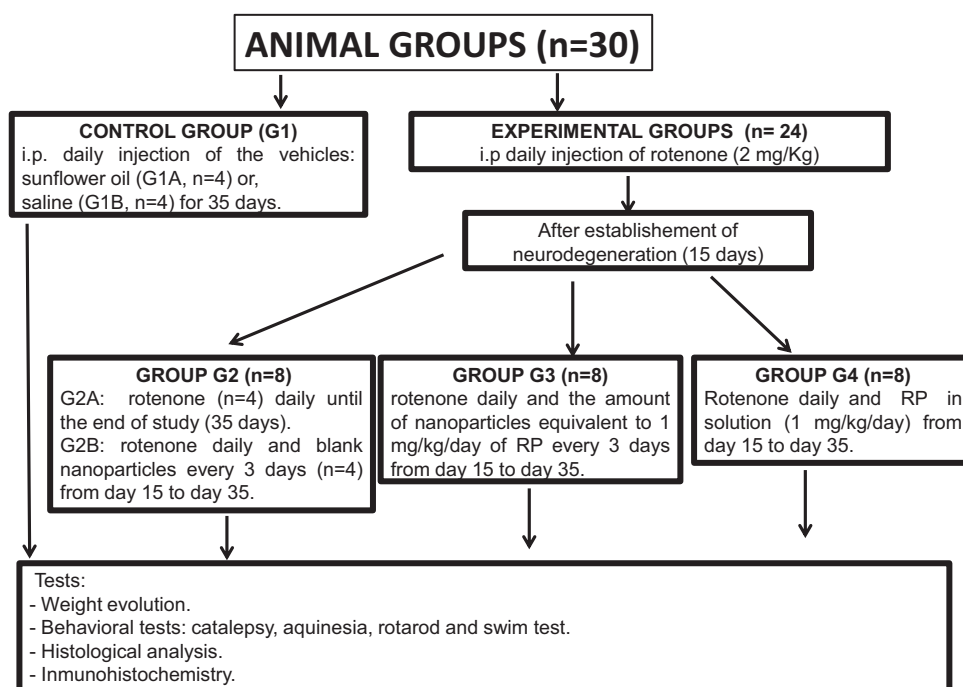 ANIMAL GROUPS (n=30)
CONTROL GROUP (G1)
i.p. daily injection of the vehicles:
sunflower oil (G1A, n=4) or,
saline (G1B, n=4) for 35 days.
EXPERIMENTAL GROUPS (n= 24)
i.p daily injection of rotenone (2 mg/Kg)
After establishement of
neurodegeneration (15 days)
GROUP G2 (n=8)
G2A: rotenone (n=4) daily until
the end of study (35 days).
G2B: rotenone daily and blank
nanoparticles every 3 days (n=4)
from day 15 to day 35.
GROUP G3 (n=8)
rotenone daily and the amount
of nanoparticles equivalent to 1
mg/kg/day of RP every 3 days
from day 15 to day 35.
GROUP G4 (n=8)
Rotenone daily and RP in
solution (1 mg/kg/day) from
day 15 to day 35.
Tests:
- Weight evolution.
- Behavioral tests: catalepsy, aquinesia, rotarod and swim test.
- Histological analysis.
- Inmunohistochemistry.